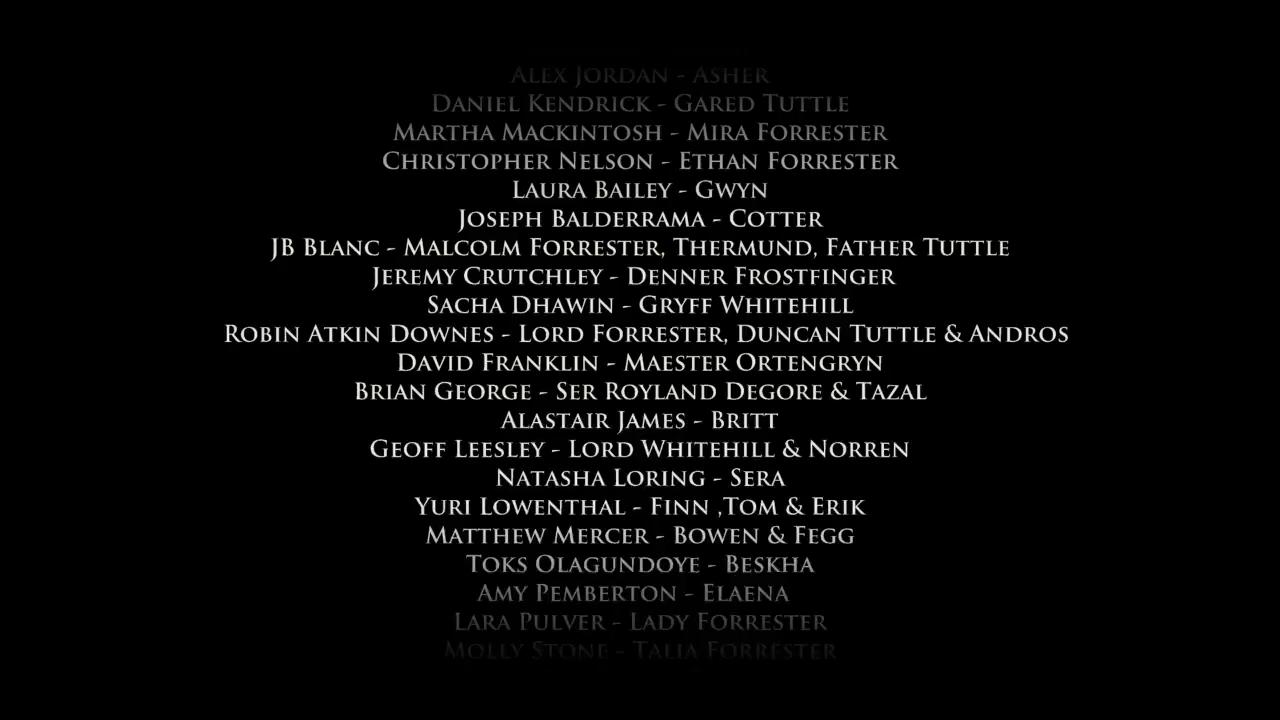 Alex Jordan - Asher
Daniel Kendrick - Gared Tuttle
Martha Mackintosh - Mira Forrester
Christopher Nelson - Ethan Forrester
Laura Bailey - Gwyn
Joseph Balderrama - Cotter
JB Blanc - Malcolm Forrester, Thermund, Father Tuttle
Jeremy Crutchley - Denner Frostfinger
Sacha Dhawin - Gryff Whitehill
Robin Atkin Downes - Lord Forrester, Duncan Tuttle & Andros
David Franklin - Maester Ortengryn
Brian George - Ser Royland Degore & Tazal
Alastair James - Britt
Geoff Leesley - Lord Whitehill & Norren
Natasha Loring - Sera
Yuri Lowenthal - Finn ,Tom & Erik
Matthew Mercer - Bowen & Fegg
Toks Olagundoye - Beskha
Amy Pemberton - Elaena
Lara Pulver - Lady Forrester
Molly Stone - Talia Forrester